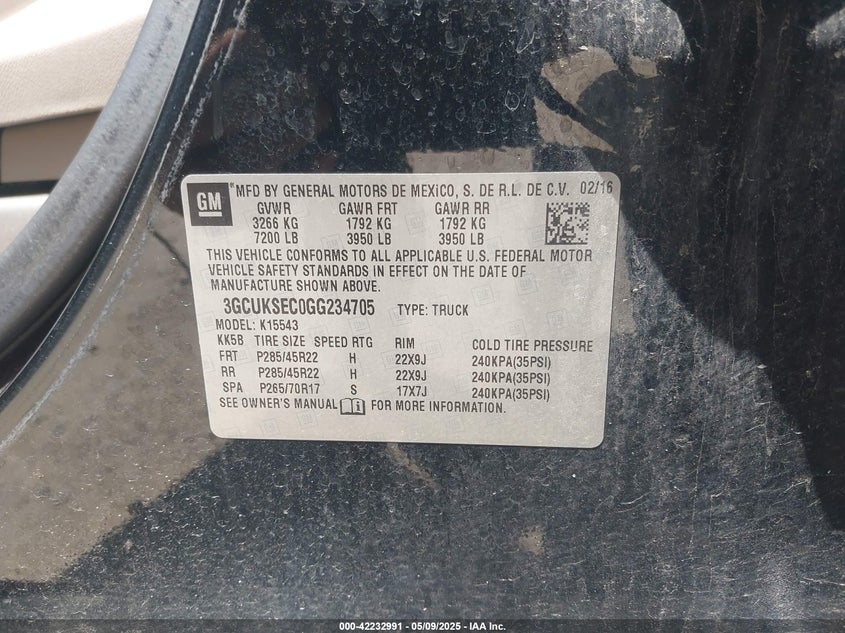 GM ® MFD BY GENERAL MOTORS DE MEXICO, S. DE R.L. DE C.V. 02/16
GVWR GAWR FRT GAWR RR
3266 KG 1792 KG 1792 KG
7200 LB 3950 LB 3950 LB
THIS VEHICLE CONFORMS TO ALL APPLICABLE U.S. FEDERAL MOTOR
VEHICLE SAFETY STANDARDS IN EFFECT ON THE DATE OF
MANUFACTURE SHOWN ABOVE.
3GCUKSEC0GG234705 TYPE: TRUCK
MODEL: K15543
KK5B TIRE SIZE SPEED RTG RIM COLD TIRE PRESSURE
FRT P285/45R22 H 22X9J 240KPA(35PSI)
RR P285/45R22 H 22X9J 240KPA(35PSI)
SPA P265/70R17 S 17X7J 240KPA(35PSI)
SEE OWNER'S MANUAL FOR MORE INFORMATION.
000-42232991 - 05/09/2025 - IAA Inc.